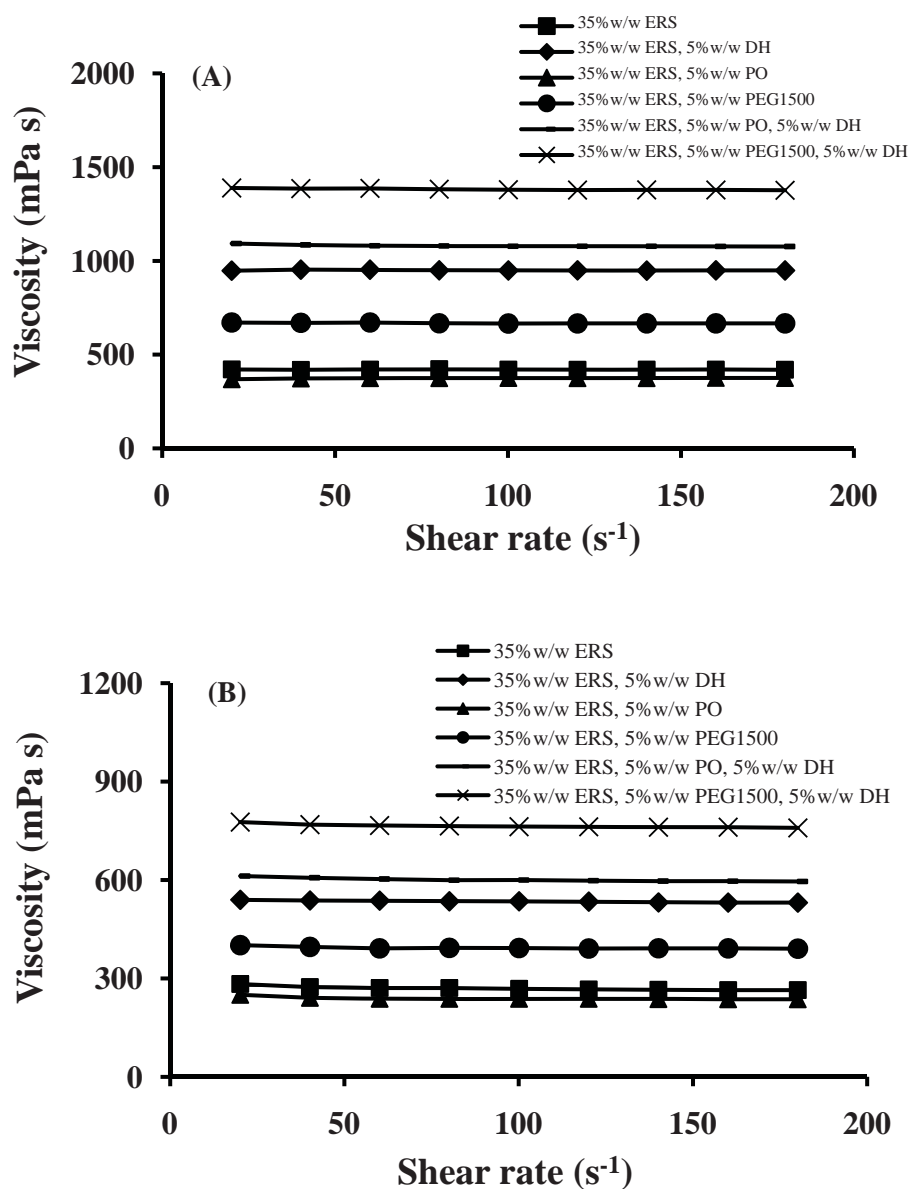 35%w/w ERS
35%w/w ERS, 5%w/w DH
35%w/w ERS, 5%w/w PO
35%w/w ERS, 5%w/w PEG1500
35%w/w ERS, 5%w/w PO, 5%w/w DH
35%w/w ERS, 5%w/w PEG1500, 5%w/w DH
(A)
2000
1500
1000
500
0
Viscosity (mPa s)
0 50 100 150 200
Shear rate (s-1)
35%w/w ERS
35%w/w ERS, 5%w/w DH
35%w/w ERS, 5%w/w PO
35%w/w ERS, 5%w/w PEG1500
35%w/w ERS, 5%w/w PO, 5%w/w DH
35%w/w ERS, 5%w/w PEG1500, 5%w/w DH
(B)
1200
900
600
300
0
Viscosity (mPa s)
0 50 100 150 200
Shear rate (s-1)